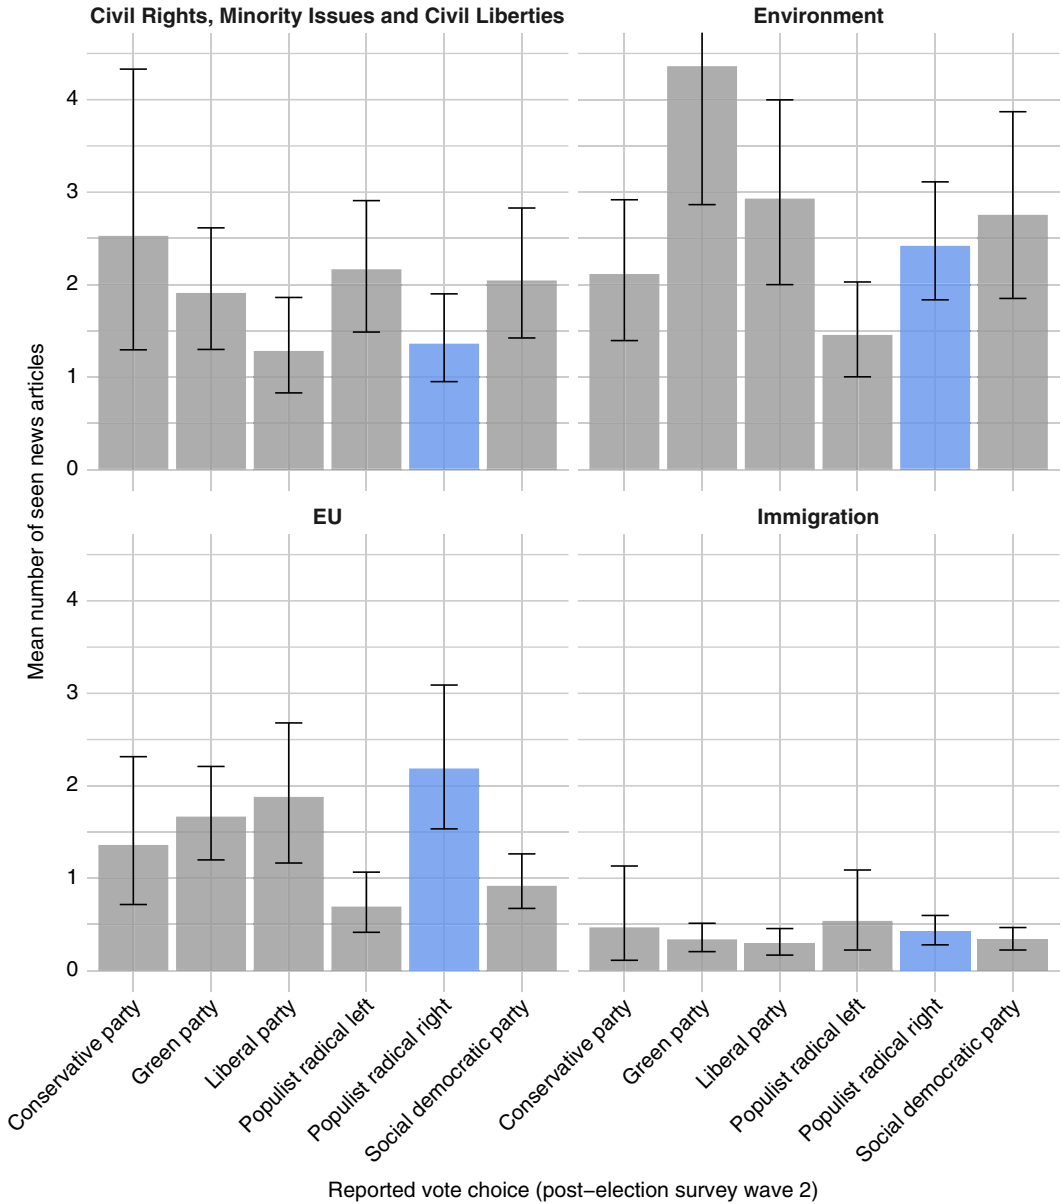 Civil Rights, Minority Issues and Civil Liberties
Environment
4
3
2
1
0
EU
Immigration
4
3
2
1
0
Mean number of seen news articles
Conservative party
Green party
Liberal party
Populist radical left
Populist radical right
Social democratic party
Conservative party
Green party
Liberal party
Populist radical left
Populist radical right
Social democratic party
Reported vote choice (post−election survey wave 2)